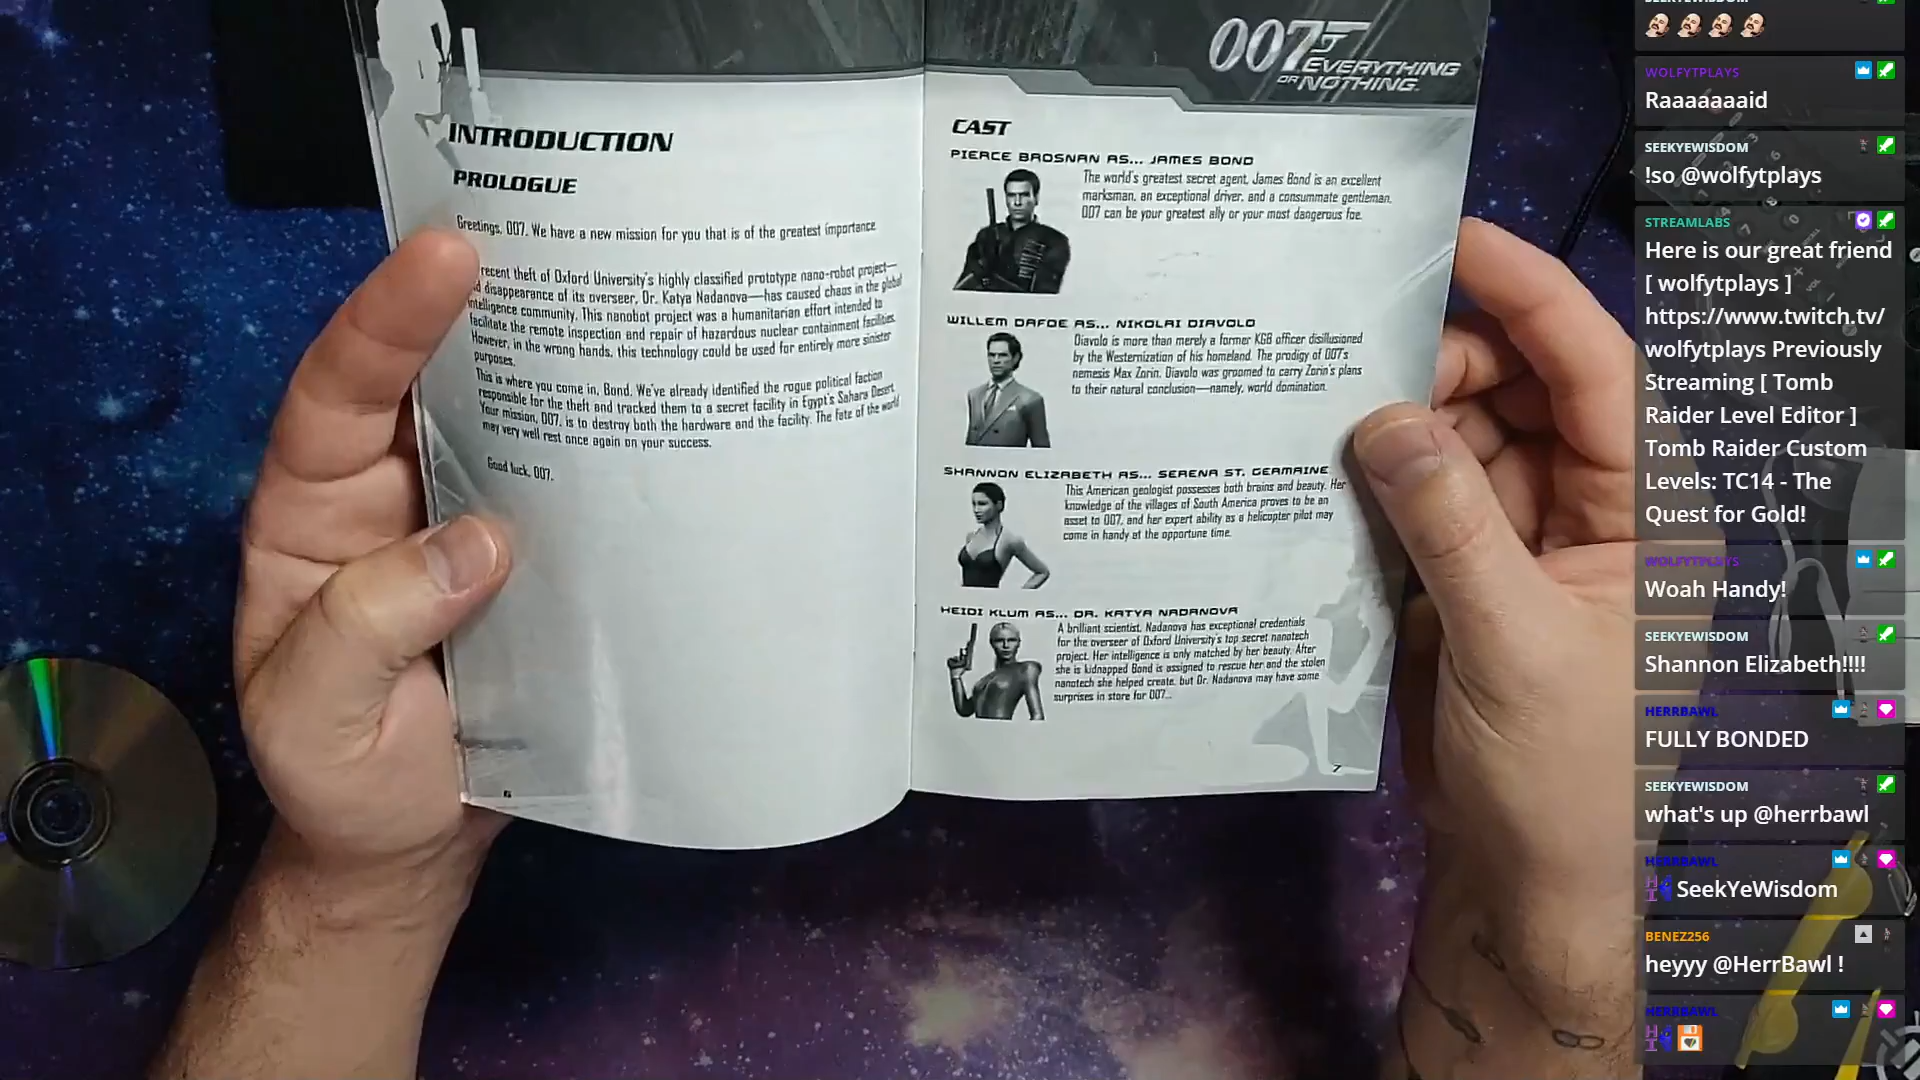 INTRODUCTION
PROLOGUE
Greetings, 007. We have a new mission for you that is of the greatest importance
recent theft of Oxford University's highly classified prototype nano-robot project—
disappearance of its overseer, Dr. Katya Nadanova—has caused chaos in the global
intelligence community. This nanobot project was a humanitarian effort intended to
facilitate the remote inspection and repair of hazardous nuclear containment facilities.
However, in the wrong hands, this technology could be used for entirely more sinister
purposes.
This is where you come in, Bond. We've already identified the rogue political faction
responsible for the theft and tracked them to a secret facility in Egypt's Sahara Desert.
Your mission, 007, is to destroy both the hardware and the facility. The fate of the world
may very well rest once again on your success.
Good luck, 007.
6
007
EVERYTHING
OR NOTHING
CAST
PIERCE BROSNAN AS... JAMES BOND
The world's greatest secret agent, James Bond is an excellent
marksman, an exceptional driver, and a consummate gentleman.
007 can be your greatest ally or your most dangerous foe.
WILLEM DAFOE AS... NIKOLAI DIAVOLO
Diavolo is more than merely a former KGB officer disillusioned
by the Westernization of his homeland. The prodigy of 007's
nemesis Max Zorin, Diavolo was groomed to carry Zorin's plans
to their natural conclusion—namely, world domination.
SHANNON ELIZABETH AS... SERENA ST. GERMAINE
This American geologist possesses both brains and beauty. Her
knowledge of the villages of South America proves to be an
asset to 007, and her expert ability as a helicopter pilot may
come in handy at the opportune time.
HEIDI KLUM AS... DR. KATYA NADANOVA
A brilliant scientist, Nadanova has exceptional credentials
for the overseer of Oxford University's top secret nanotech
project. Her intelligence is only matched by her beauty. After
she is kidnapped Bond is assigned to rescue her and the stolen
nanotech she helped create, but Dr. Nadanova may have some
surprises in store for 007...
7
SEEKYEWISDOM
WOLFYTPLAYS
Raaaaaaaid
SEEKYEWISDOM
!so @wolfytplays
STREAMLABS
Here is our great friend
[ wolfytplays ]
https://www.twitch.tv/
wolfytplays Previously
Streaming [ Tomb
Raider Level Editor ]
Tomb Raider Custom
Levels: TC14 - The
Quest for Gold!
WOLFYTPLAYS
Woah Handy!
SEEKYEWISDOM
Shannon Elizabeth!!!!
HERRBAWL
FULLY BONDED
SEEKYEWISDOM
what's up @herrbawl
HERRBAWL
HI SeekYeWisdom
BENEZ256
heyyy @HerrBawl !
HERRBAWL
HI